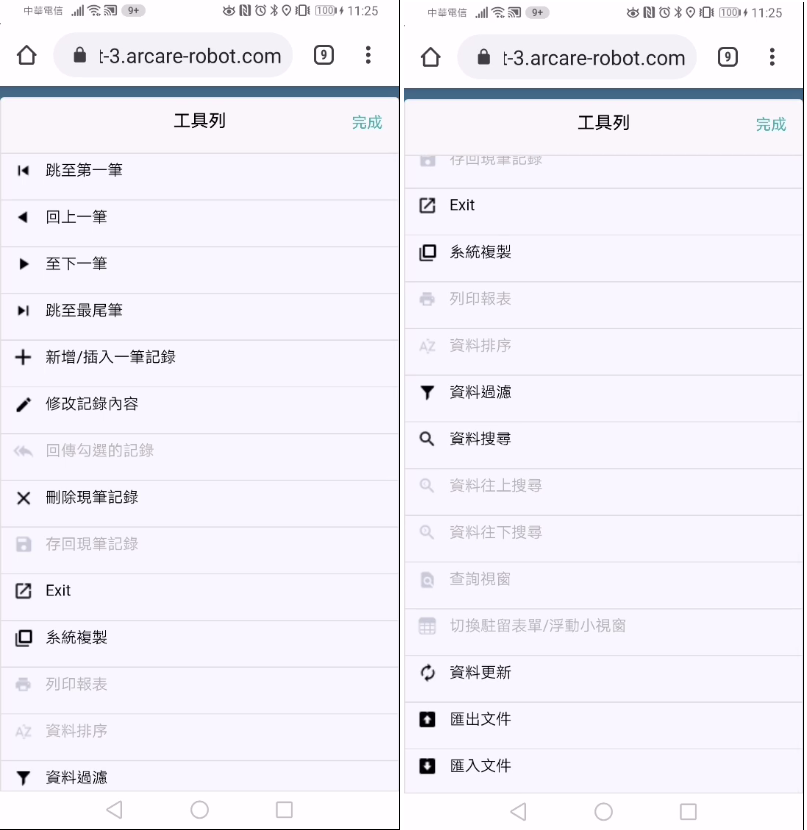 中華電信 9+ 100 11:25
t-3.arcare-robot.com 9
工具列 完成
跳至第一筆
回上一筆
至下一筆
跳至最尾筆
新增/插入一筆記錄
修改記錄內容
回傳勾選的記錄
刪除現筆記錄
存回現筆記錄
Exit
系統複製
列印報表
AZ 資料排序
資料過濾
中華電信 9+ 100 11:25
t-3.arcare-robot.com 9
工具列 完成
存回現筆記錄
Exit
系統複製
列印報表
AZ 資料排序
資料過濾
資料搜尋
資料往上搜尋
資料往下搜尋
查詢視窗
切換駐留表單/浮動小視窗
資料更新
匯出文件
匯入文件